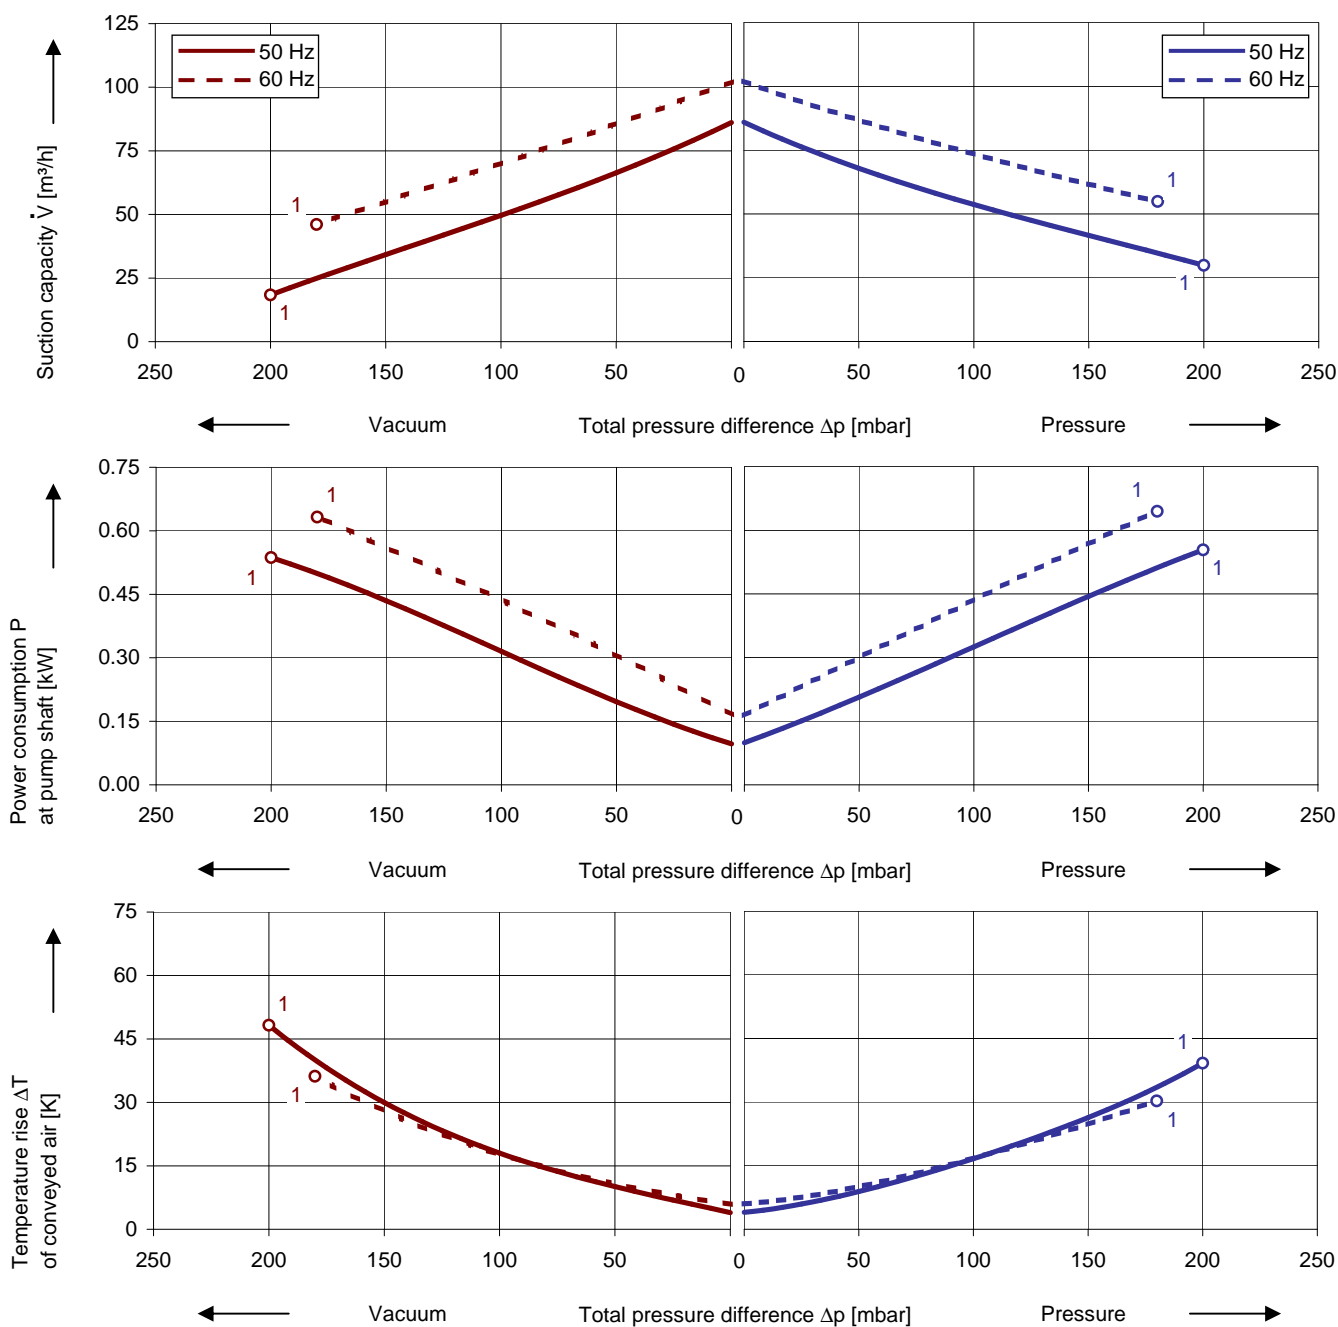 125
100
75
50
25
0
Suction capacity V̇ [m³/h]
50 Hz
60 Hz
50 Hz
60 Hz
1
1
1
1
250 200 150 100 50 0 50 100 150 200 250
Vacuum Total pressure difference Δp [mbar] Pressure
0.75
0.60
0.45
0.30
0.15
0.00
Power consumption P
at pump shaft [kW]
1
1
1
1
250 200 150 100 50 0 50 100 150 200 250
Vacuum Total pressure difference Δp [mbar] Pressure
75
60
45
30
15
0
Temperature rise ΔT
of conveyed air [K]
1
1
1
1
250 200 150 100 50 0 50 100 150 200 250
Vacuum Total pressure difference Δp [mbar] Pressure